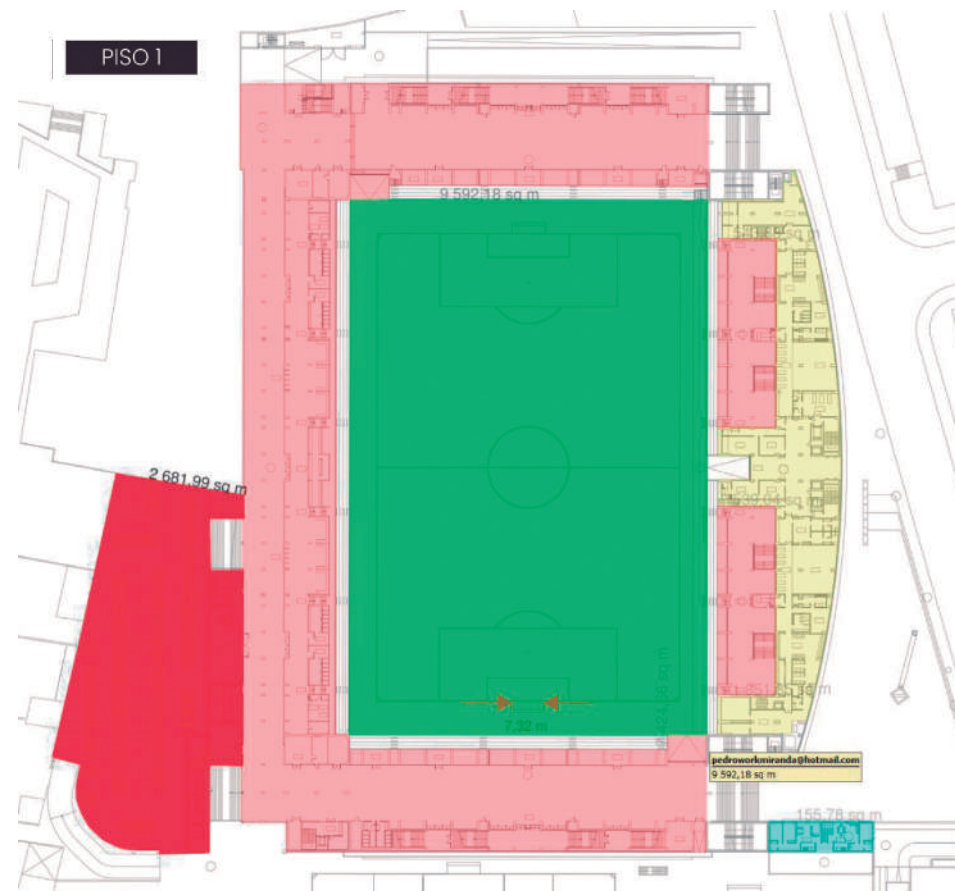 PISO 1
9 592,18 sq m
2 681,99 sq m
7,32 m
pedroworkmiranda@hotmail.com
9 592,18 sq m
155,78 sq m